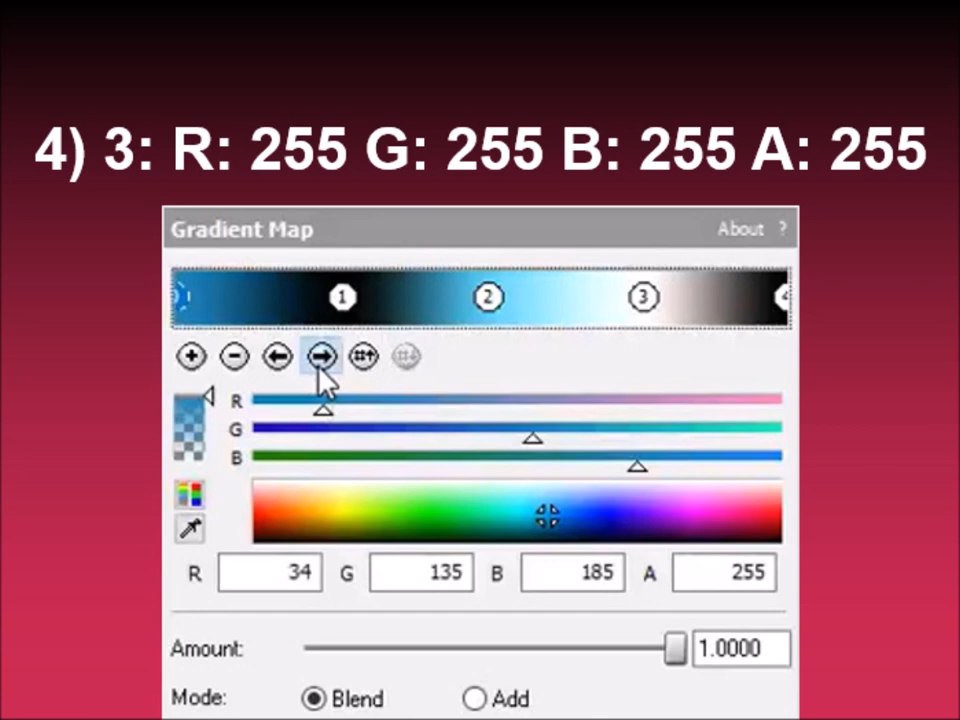 4) 3: R: 255 G: 255 B: 255 A: 255
Gradient Map About ?
1 2 3
R
G
B
R 34 G 135 B 185 A 255
Amount: 1.0000
Mode: Blend Add